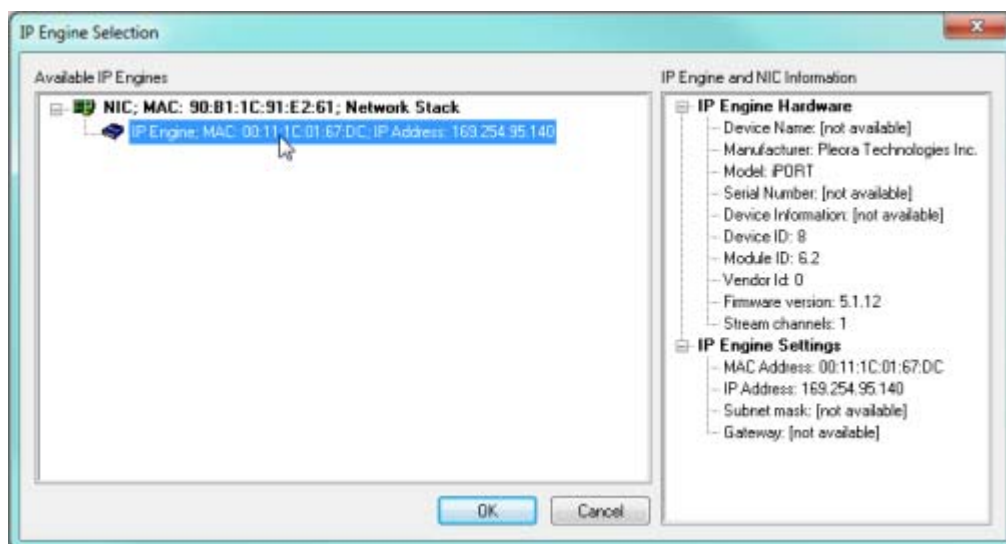 IP Engine Selection
Available IP Engines
NIC; MAC: 90:B1:1C:91:E2:61; Network Stack
IP Engine; MAC: 00:11:1C:01:67:DC; IP Address: 169.254.95.140
OK
Cancel
IP Engine and NIC Information
IP Engine Hardware
Device Name: [not available]
Manufacturer: Pleora Technologies Inc.
Model: iPORT
Serial Number: [not available]
Device Information: [not available]
Device ID: 8
Module ID: 6.2
Vendor Id: 0
Firmware version: 5.1.12
Stream channels: 1
IP Engine Settings
MAC Address: 00:11:1C:01:67:DC
IP Address: 169.254.95.140
Subnet mask: [not available]
Gateway: [not available]